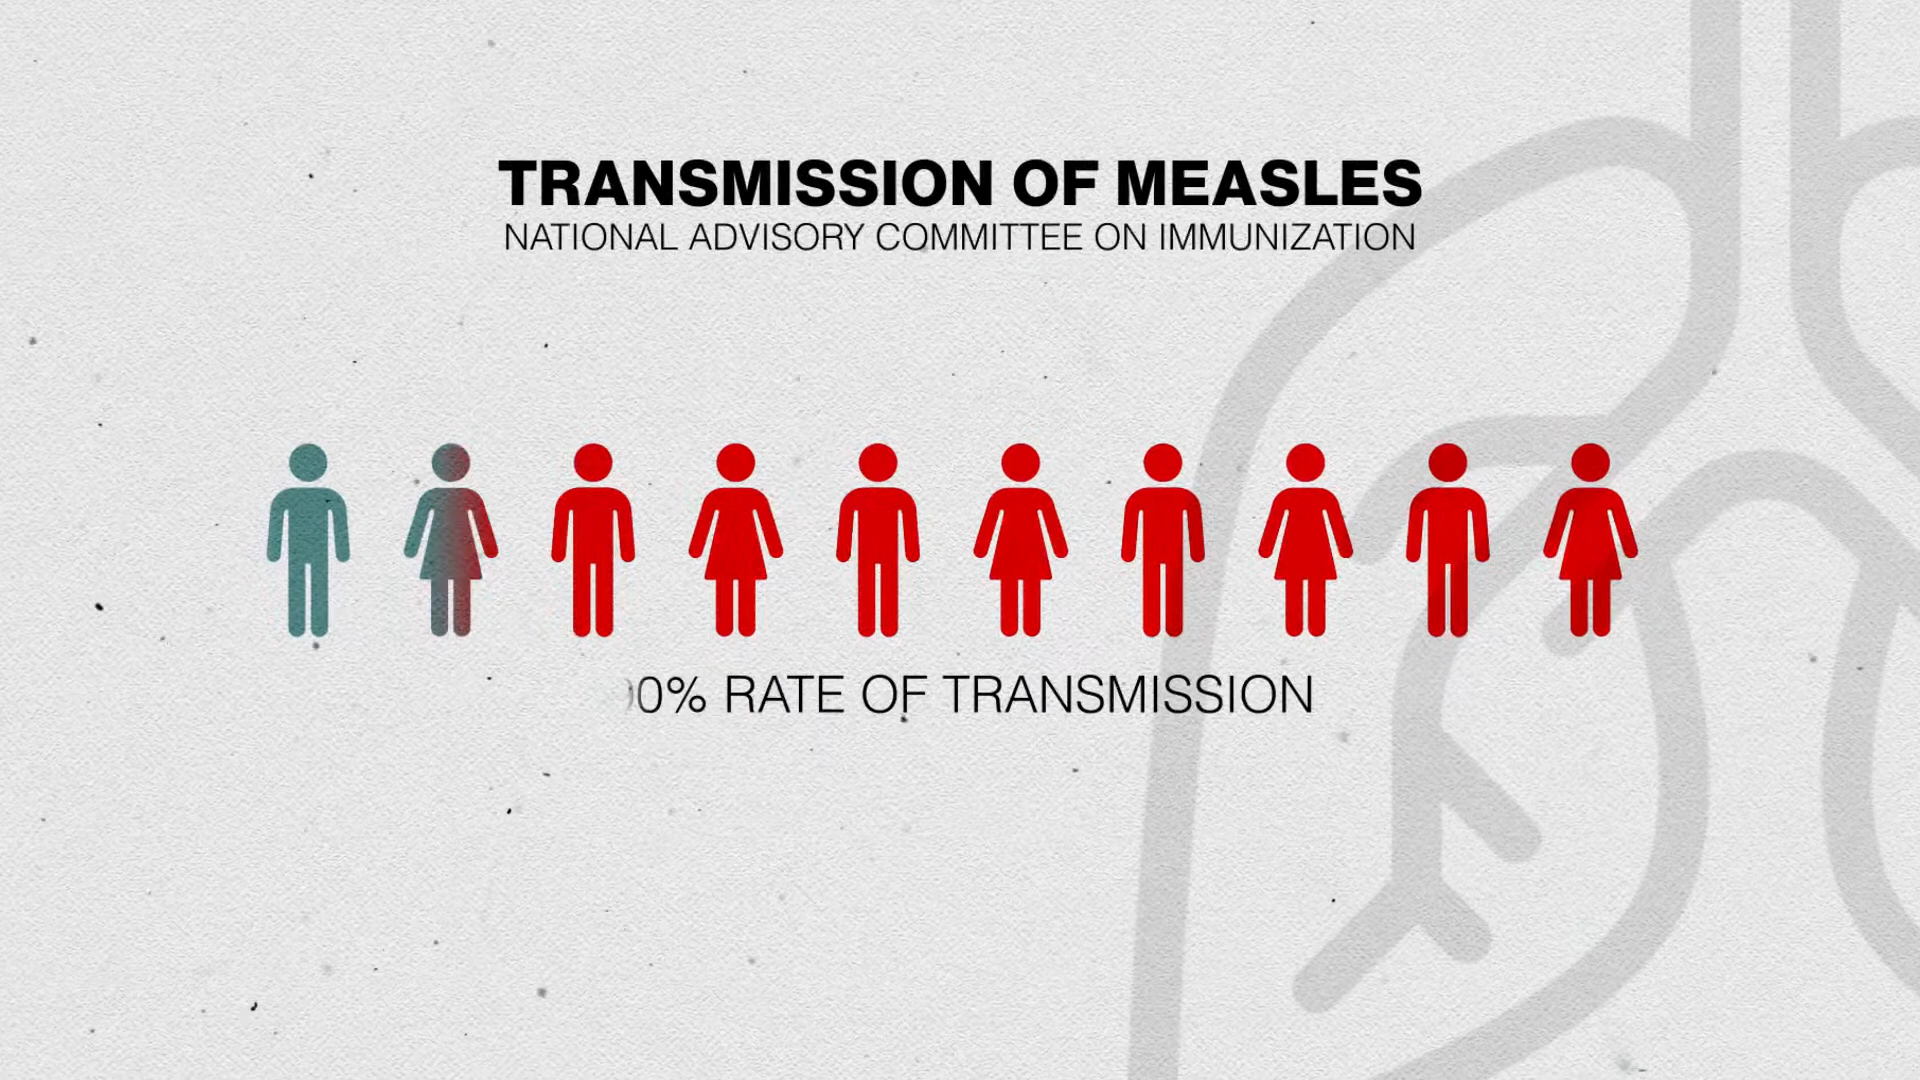 TRANSMISSION OF MEASLES
NATIONAL ADVISORY COMMITTEE ON IMMUNIZATION
0% RATE OF TRANSMISSION